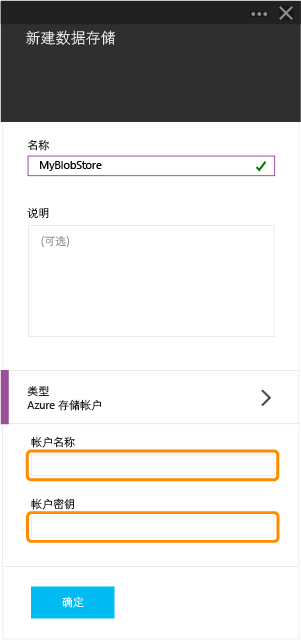 新建数据存储
名称
MyBlobStore
说明
(可选)
类型
Azure 存储帐户
帐户名称
帐户密钥
确定